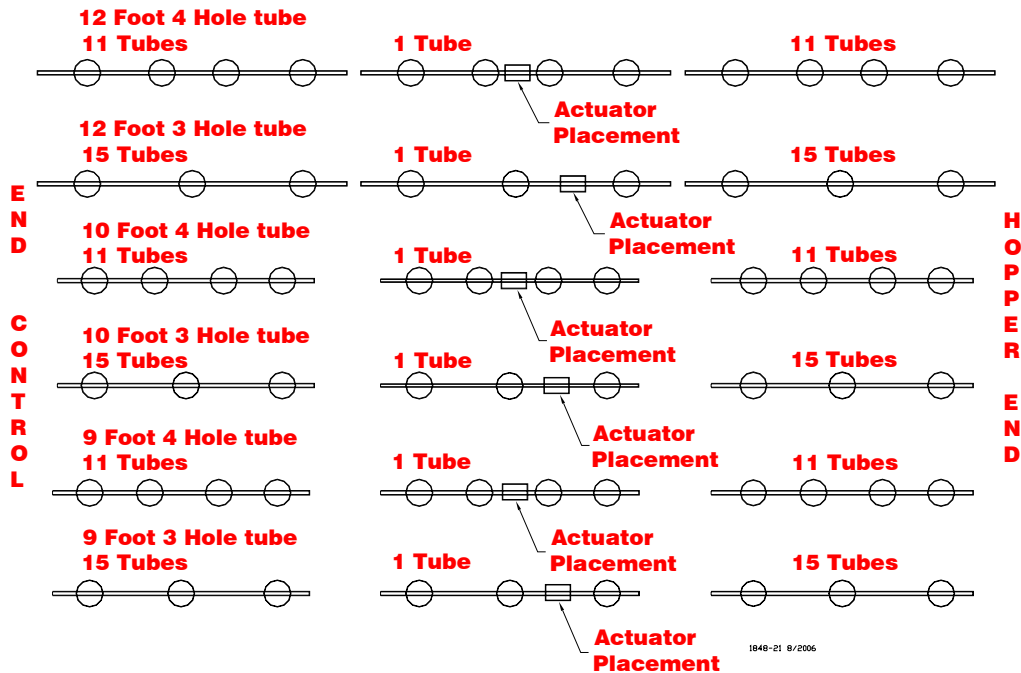 12 Foot 4 Hole tube
11 Tubes
1 Tube
11 Tubes
Actuator
Placement
12 Foot 3 Hole tube
15 Tubes
1 Tube
15 Tubes
Actuator
Placement
10 Foot 4 Hole tube
11 Tubes
1 Tube
11 Tubes
Actuator
Placement
10 Foot 3 Hole tube
15 Tubes
1 Tube
15 Tubes
Actuator
Placement
9 Foot 4 Hole tube
11 Tubes
1 Tube
11 Tubes
Actuator
Placement
9 Foot 3 Hole tube
15 Tubes
1 Tube
15 Tubes
Actuator
Placement
END CONTROL
HOPPER END
1848-21 8/2006